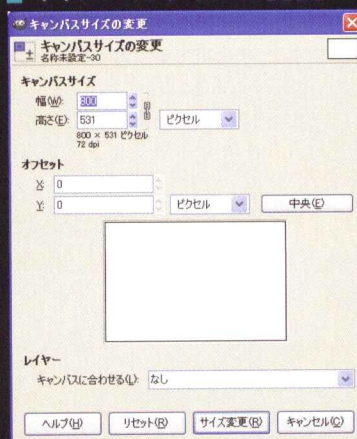 キャンバスサイズの変更
キャンバスサイズの変更
名称未設定-30
キャンバスサイズ
幅(W): 800
高さ(E): 531 ピクセル
800 × 531 ピクセル
72 dpi
オフセット
X: 0
Y: 0 ピクセル 中央(E)
レイヤー
キャンバスに合わせる(L): なし
ヘルプ(H) リセット(R) サイズ変更(R) キャンセル(C)